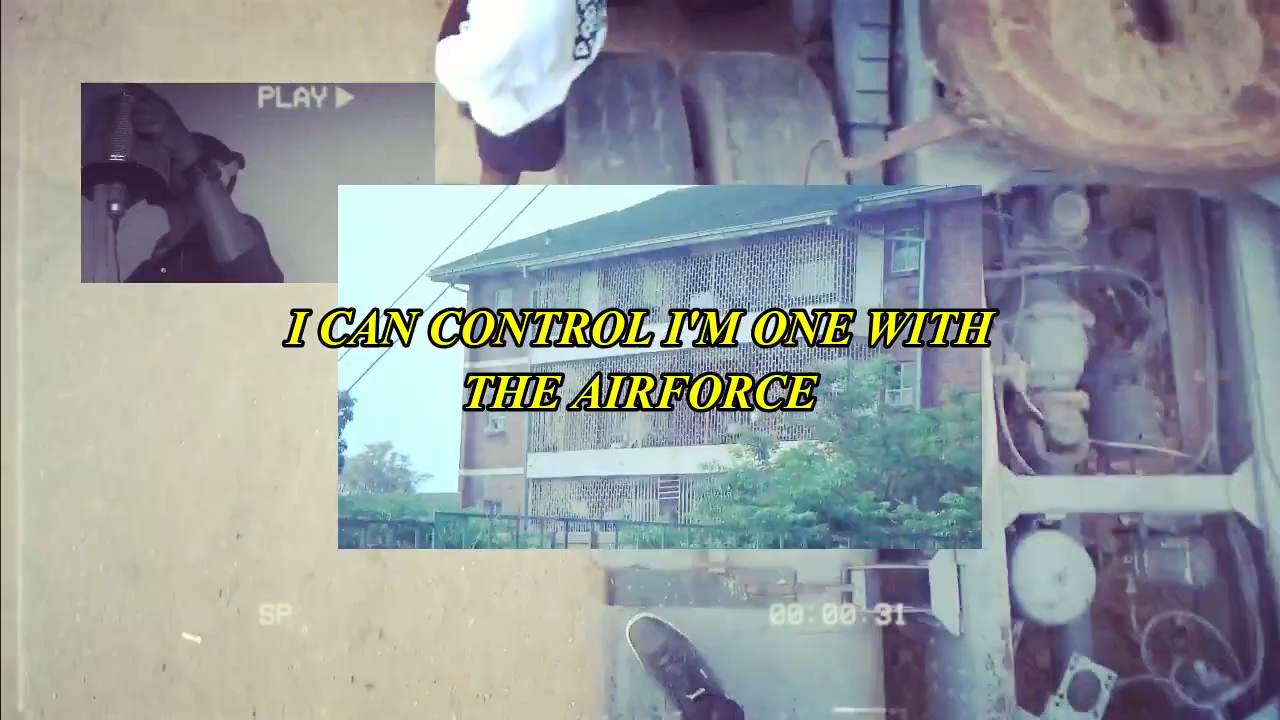 PLAY
I CAN CONTROL I'M ONE WITH
THE AIRFORCE
SP
00:00:31